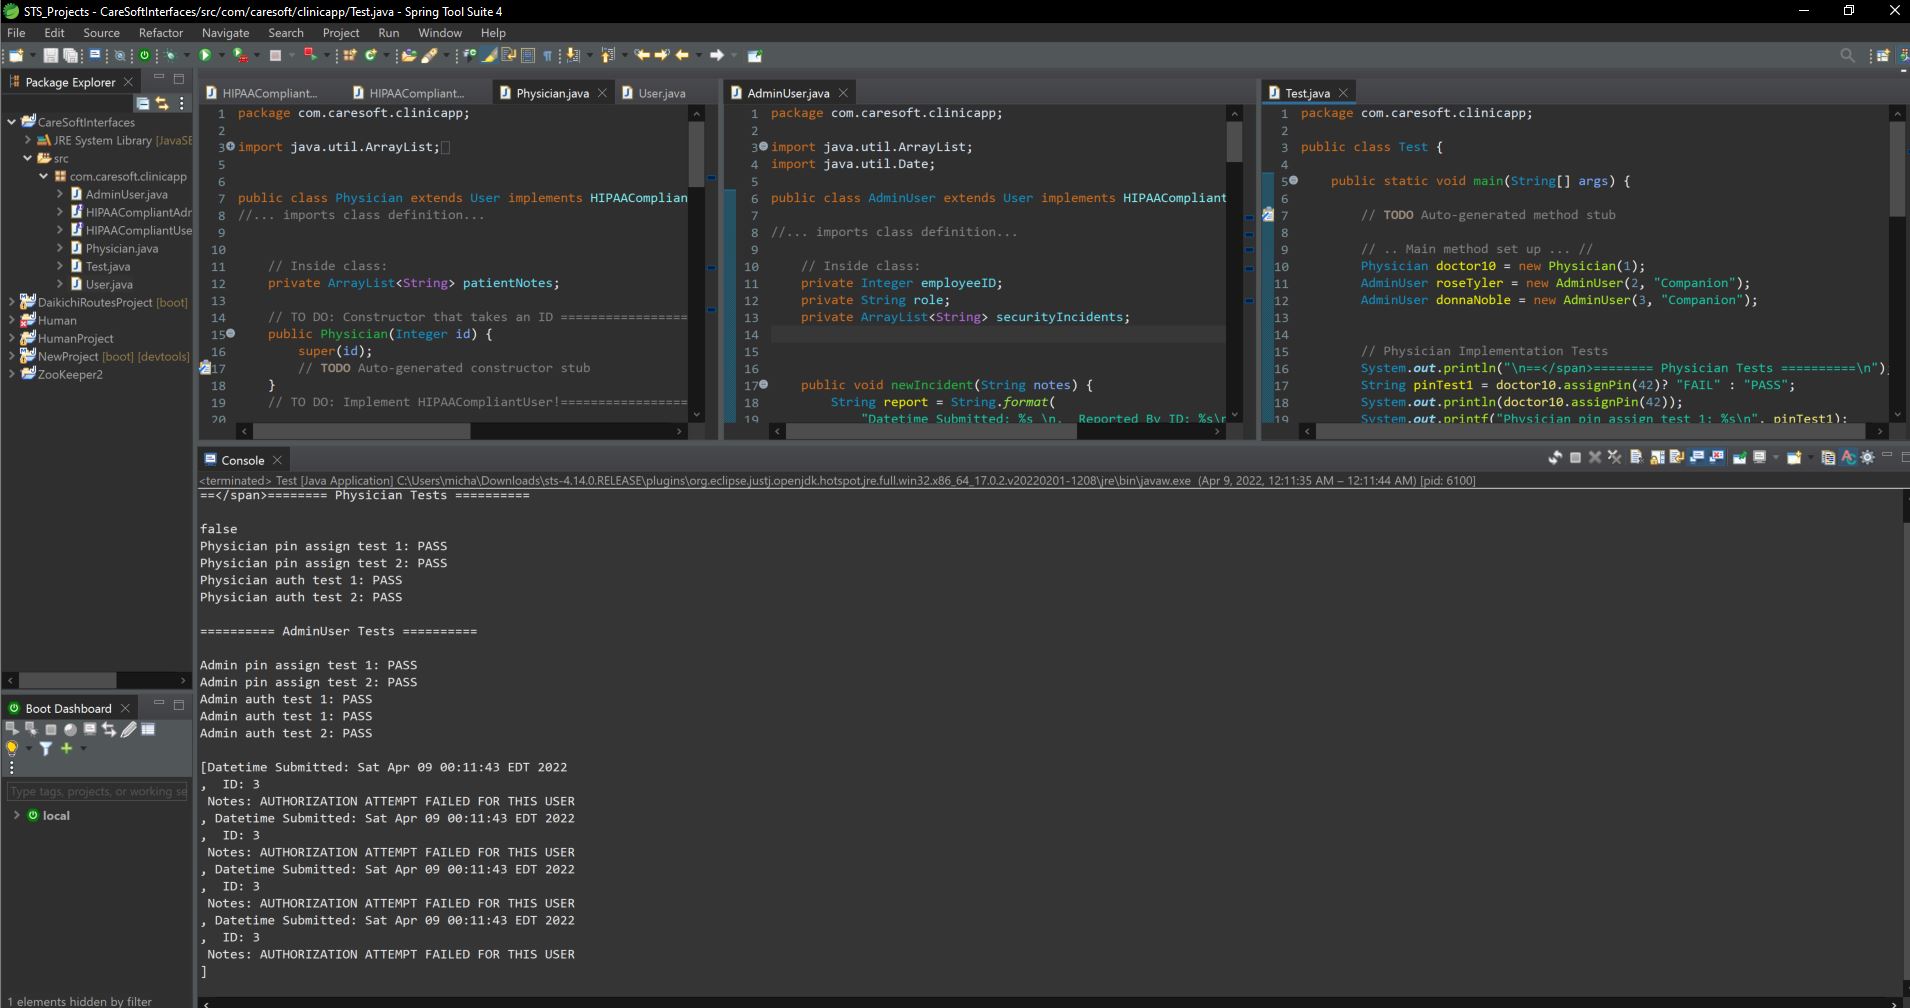 STS_Projects - CareSoftInterfaces/src/com/caresoft/clinicapp/Test.java - Spring Tool Suite 4
File Edit Source Refactor Navigate Search Project Run Window Help
Package Explorer
CareSoftInterfaces
JRE System Library [JavaSE
src
com.caresoft.clinicapp
AdminUser.java
HIPAACompliantAdr
HIPAACompliantUse
Physician.java
Test.java
User.java
DaikichiRoutesProject [boot]
Human
HumanProject
NewProject [boot] [devtools]
ZooKeeper2
Boot Dashboard
Type tags, projects, or working se
local
1 elements hidden by filter
HIPAACompliant... HIPAACompliant... Physician.java User.java
1 package com.caresoft.clinicapp;
2
3 import java.util.ArrayList;
5
6
7 public class Physician extends User implements HIPAAComplian
8 //... imports class definition...
9
10
11 // Inside class:
12 private ArrayList<String> patientNotes;
13
14 // TO DO: Constructor that takes an ID =================
15 public Physician(Integer id) {
16 super(id);
17 // TODO Auto-generated constructor stub
18 }
19 // TO DO: Implement HIPAACompliantUser!=================
20
AdminUser.java
1 package com.caresoft.clinicapp;
2
3 import java.util.ArrayList;
4 import java.util.Date;
5
6 public class AdminUser extends User implements HIPAACompliant
7
8 //... imports class definition...
9
10 // Inside class:
11 private Integer employeeID;
12 private String role;
13 private ArrayList<String> securityIncidents;
14
15
16
17 public void newIncident(String notes) {
18 String report = String.format(
19 "Datetime Submitted: %s \n, Reported By ID: %s\n
Test.java
1 package com.caresoft.clinicapp;
2
3 public class Test {
4
5 public static void main(String[] args) {
6
7 // TODO Auto-generated method stub
8
9 // .. Main method set up ... //
10 Physician doctor10 = new Physician(1);
11 AdminUser roseTyler = new AdminUser(2, "Companion");
12 AdminUser donnaNoble = new AdminUser(3, "Companion");
13
14
15 // Physician Implementation Tests
16 System.out.println("\n==</span>======== Physician Tests ==========\n")
17 String pinTest1 = doctor10.assignPin(42)? "FAIL" : "PASS";
18 System.out.println(doctor10.assignPin(42));
19 System.out.printf("Physician pin assign test 1: %s\n", pinTest1);
Console
<terminated> Test [Java Application] C:\Users\micha\Downloads\sts-4.14.0.RELEASE\plugins\org.eclipse.justj.openjdk.hotspot.jre.full.win32.x86_64_17.0.2.v20220201-1208\jre\bin\javaw.exe (Apr 9, 2022, 12:11:35 AM – 12:11:44 AM) [pid: 6100]
==</span>======== Physician Tests ==========
false
Physician pin assign test 1: PASS
Physician pin assign test 2: PASS
Physician auth test 1: PASS
Physician auth test 2: PASS
========== AdminUser Tests ==========
Admin pin assign test 1: PASS
Admin pin assign test 2: PASS
Admin auth test 1: PASS
Admin auth test 1: PASS
Admin auth test 2: PASS
[Datetime Submitted: Sat Apr 09 00:11:43 EDT 2022
, ID: 3
Notes: AUTHORIZATION ATTEMPT FAILED FOR THIS USER
, Datetime Submitted: Sat Apr 09 00:11:43 EDT 2022
, ID: 3
Notes: AUTHORIZATION ATTEMPT FAILED FOR THIS USER
, Datetime Submitted: Sat Apr 09 00:11:43 EDT 2022
, ID: 3
Notes: AUTHORIZATION ATTEMPT FAILED FOR THIS USER
, Datetime Submitted: Sat Apr 09 00:11:43 EDT 2022
, ID: 3
Notes: AUTHORIZATION ATTEMPT FAILED FOR THIS USER
]